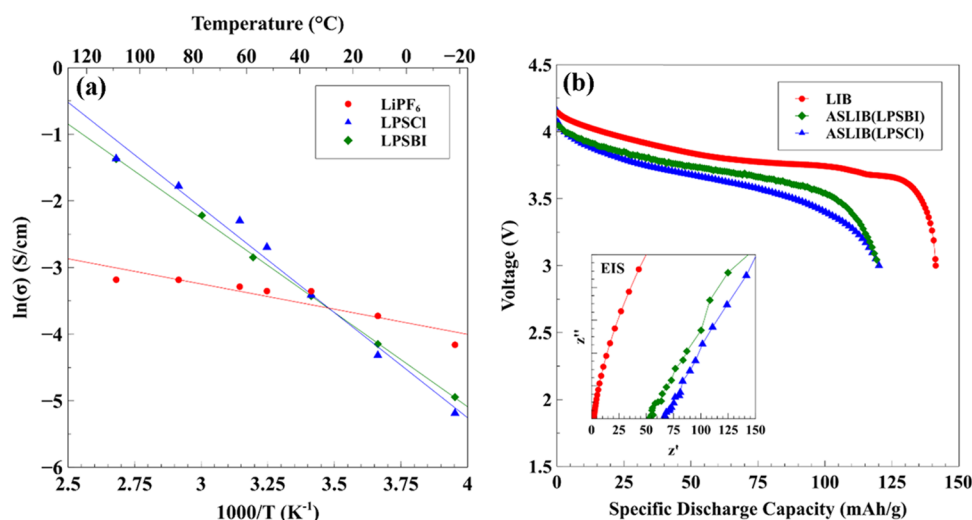 Temperature (°C)
120 100 80 60 40 20 0 −20
(a)
LiPF6
LPSCl
LPSBI
0
−1
−2
−3
−4
−5
−6
ln(σ) (S/cm)
2.5 2.75 3 3.25 3.5 3.75 4
1000/T (K-1)
(b)
LIB
ASLIB(LPSBI)
ASLIB(LPSCl)
4.5
4
3.5
3
2.5
2
1.5
Voltage (V)
EIS
z''
0 25 50 75 100 125 150
z'
0 25 50 75 100 125 150
Specific Discharge Capacity (mAh/g)